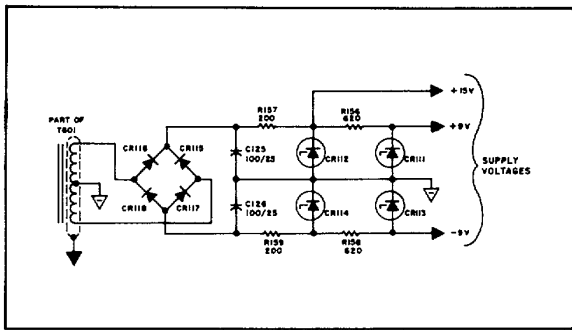 PART OF
T601
CR116
CR115
CR118
CR117
C125
100/25
C126
100/25
R157
200
R156
620
CR112
CR111
CR114
CR113
R159
200
R158
620
+15V
+9V
-9V
SUPPLY
VOLTAGES